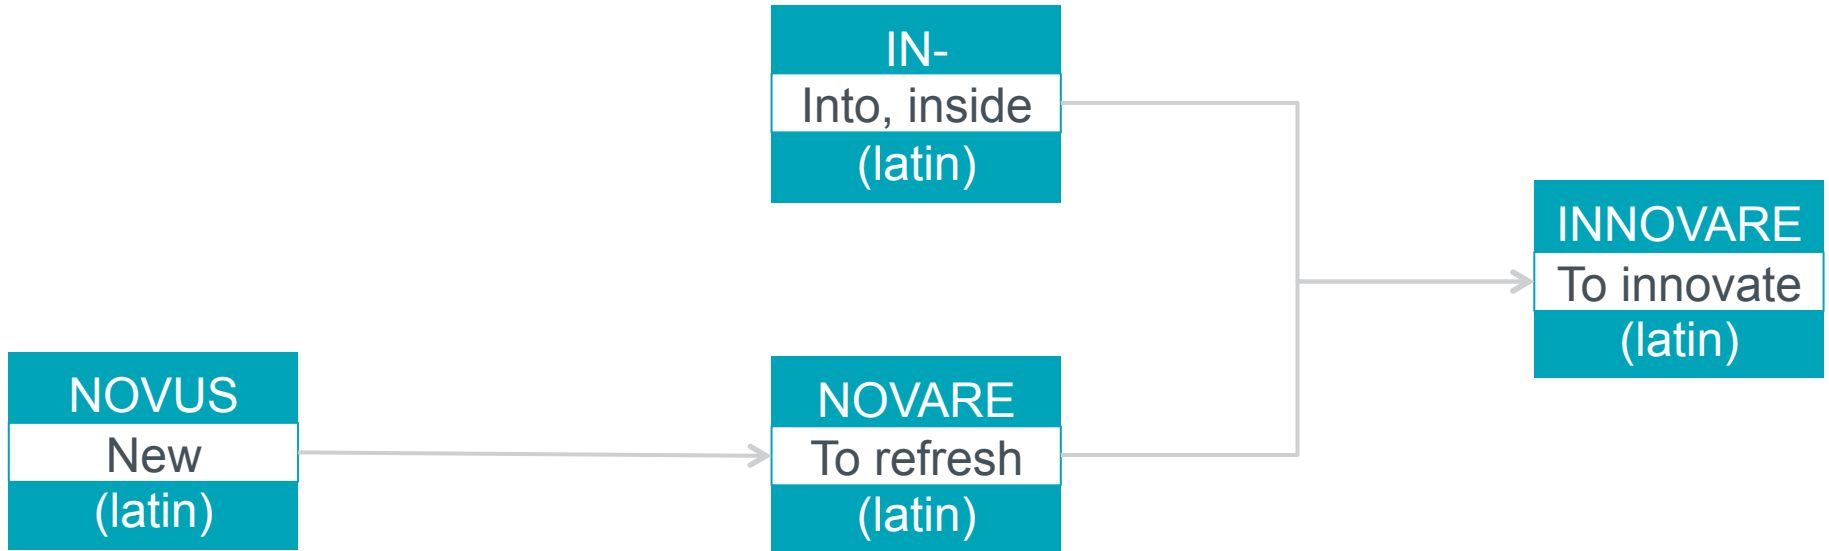 IN-
Into, inside
(latin)
INNOVARE
To innovate
(latin)
NOVUS
New
(latin)
NOVARE
To refresh
(latin)